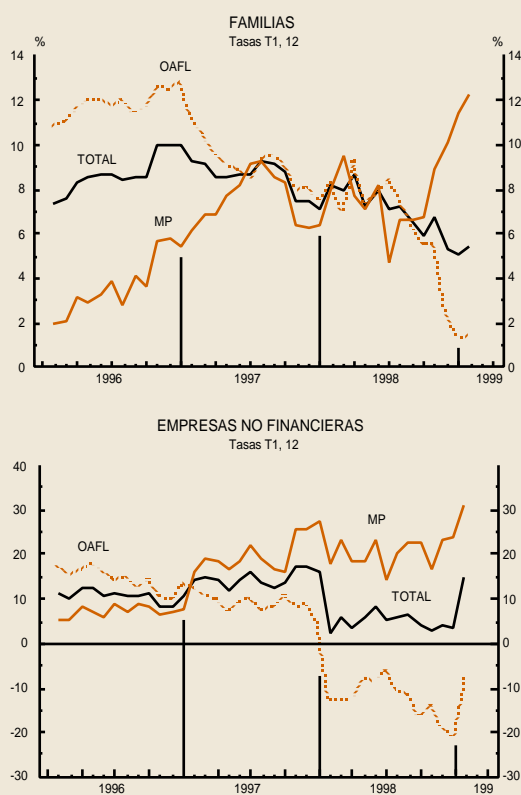 FAMILIAS
Tasas T1, 12
% %
14 14
OAFL
12 12
10 10
TOTAL
8 8
MP
6 6
4 4
2 2
0 0
1996 1997 1998 1999
EMPRESAS NO FINANCIERAS
Tasas T1, 12
40
30 30
MP
OAFL
20 20
TOTAL
10 10
0 0
-10 -10
-20 -20
-30 -30
1996 1997 1998 199